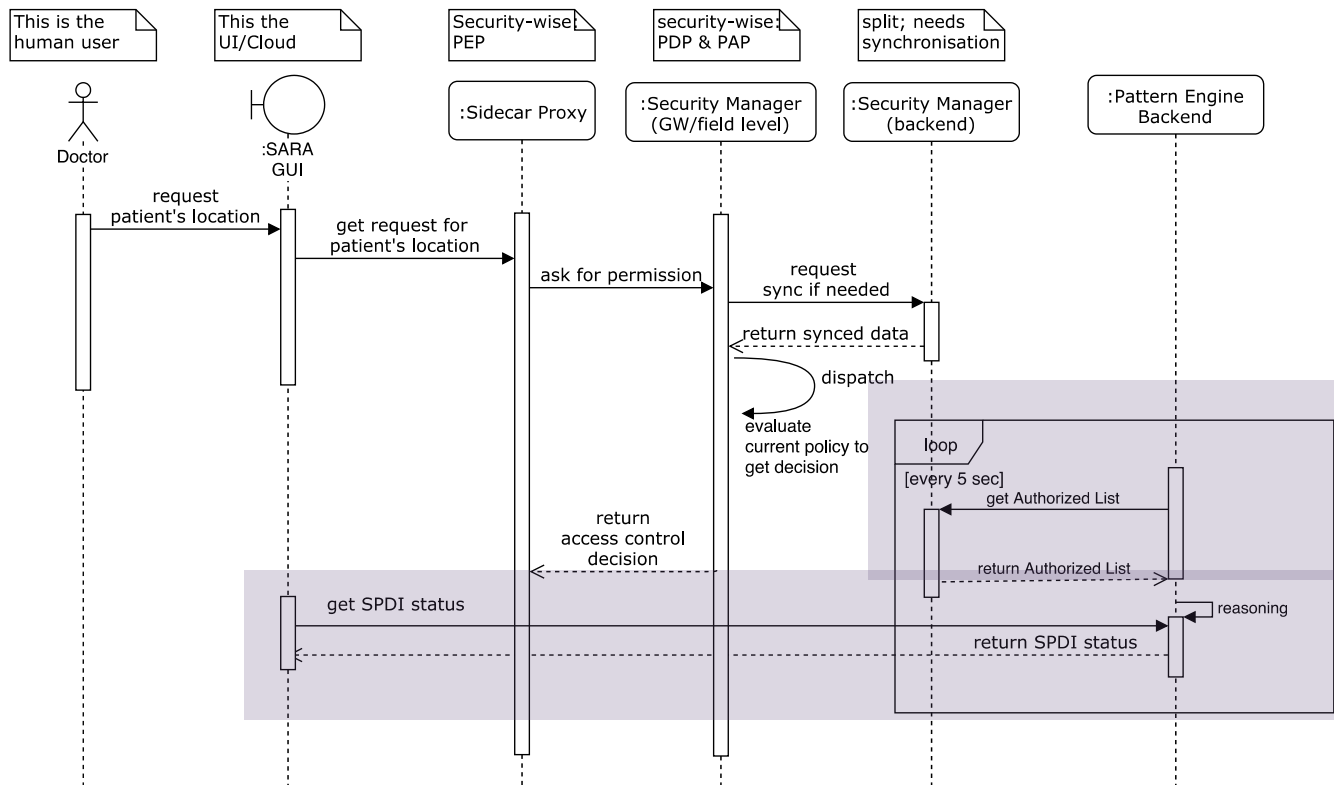 This is the
human user
This the
UI/Cloud
Security-wise:
PEP
security-wise:
PDP & PAP
split; needs
synchronisation
Doctor
:SARA
GUI
:Sidecar Proxy
:Security Manager
(GW/field level)
:Security Manager
(backend)
:Pattern Engine
Backend
request
patient's location
get request for
patient's location
ask for permission
request
sync if needed
return synced data
dispatch
evaluate
current policy to
get decision
loop
[every 5 sec]
get Authorized List
return
access control
decision
return Authorized List
get SPDI status
reasoning
return SPDI status